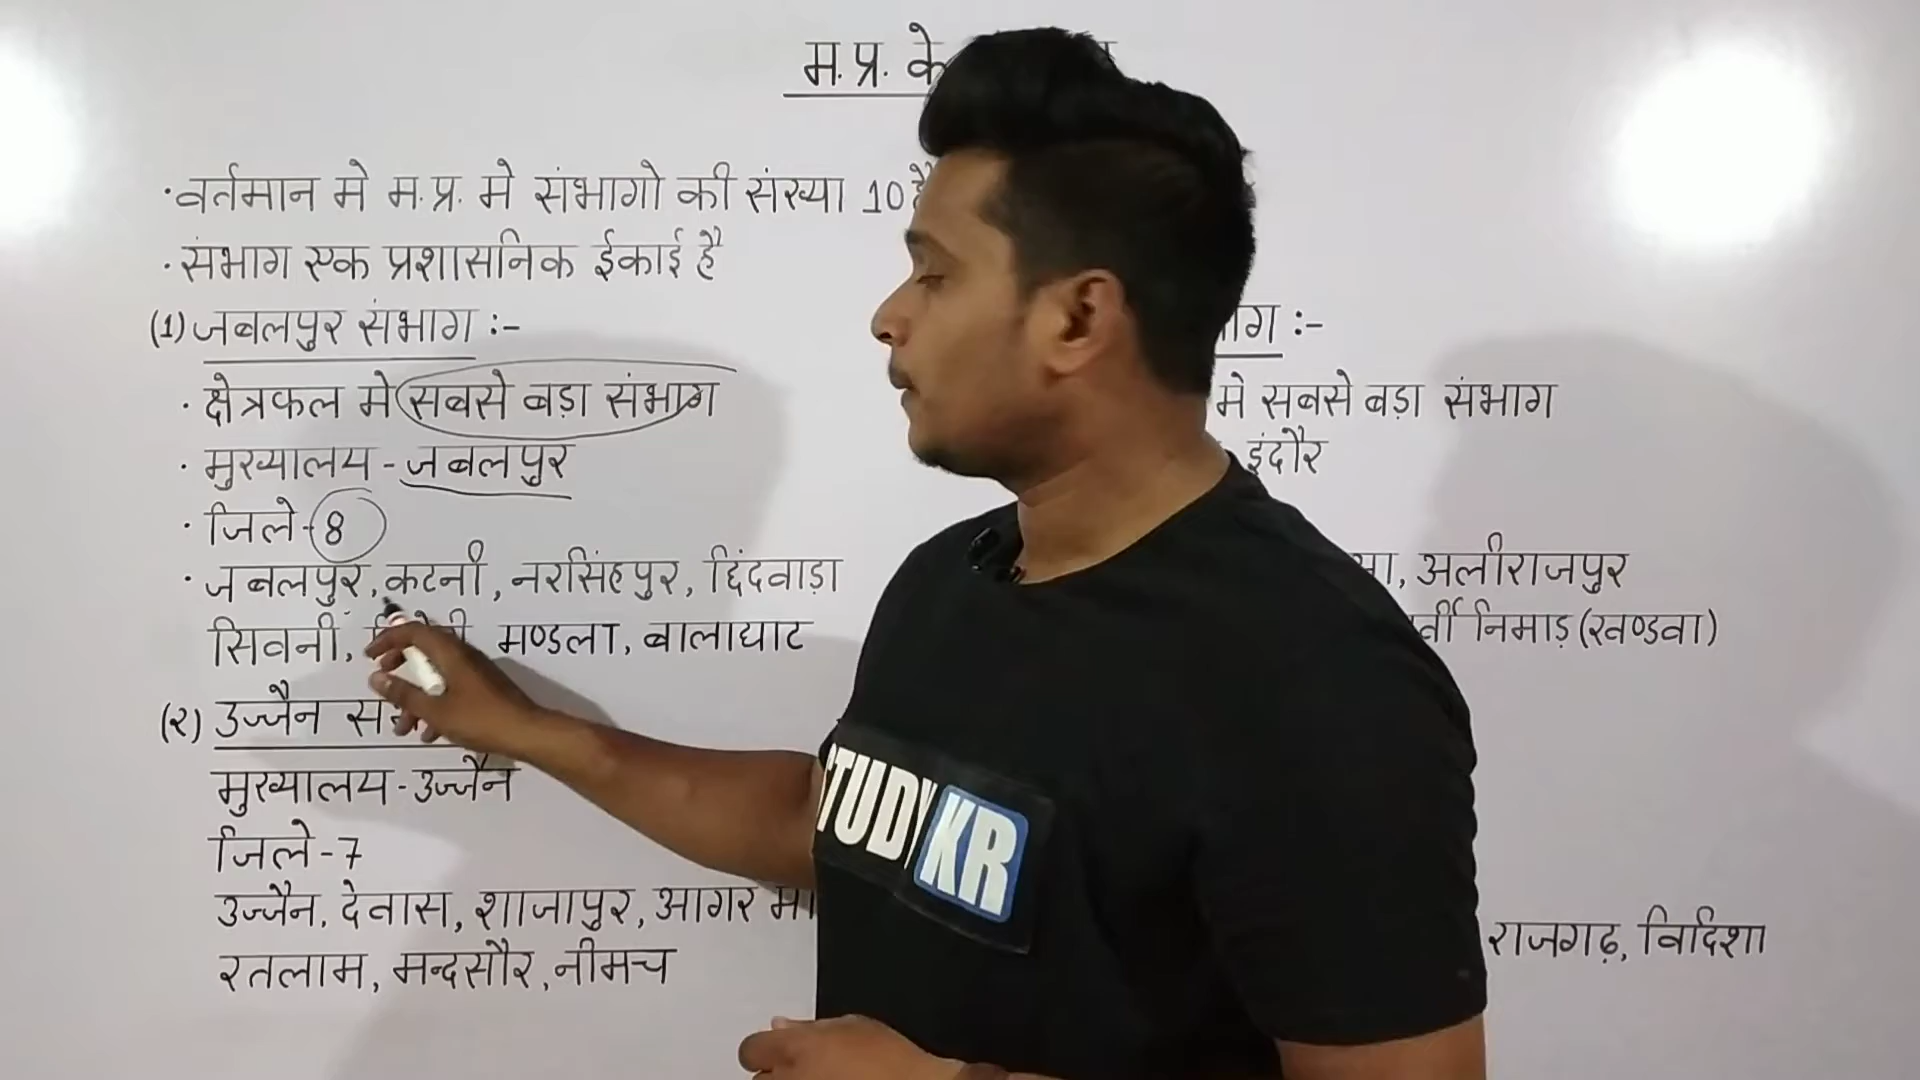 म.प्र. के
· वर्तमान मे म.प्र. मे संभागो की संख्या 10 है
· संभाग एक प्रशासनिक ईकाई है
(1) जबलपुर संभाग :-
· क्षेत्रफल मे सबसे बड़ा संभाग
· मुख्यालय - जबलपुर
· जिले - 8
· जबलपुर, कटनी, नरसिंहपुर, छिंदवाड़ा
सिवनी, मण्डला, बालाघाट
(२) उज्जैन
मुख्यालय - उज्जैन
जिले - 7
उज्जैन, देवास, शाजापुर, आगर
रतलाम, मन्दसौर, नीमच
:-
मे सबसे बड़ा संभाग
इंदौर
अलीराजपुर
निमाड़ (खण्डवा)
राजगढ़, विदिशा
STUDY KR